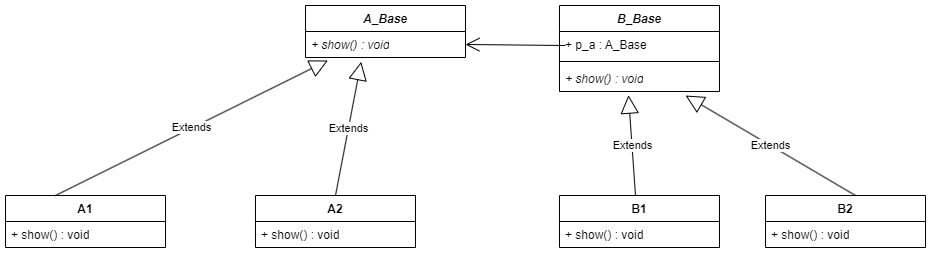 A_Base
+ show() : void
B_Base
+ p_a : A_Base
+ show() : void
Extends
Extends
Extends
Extends
A1
+ show() : void
A2
+ show() : void
B1
+ show() : void
B2
+ show() : void